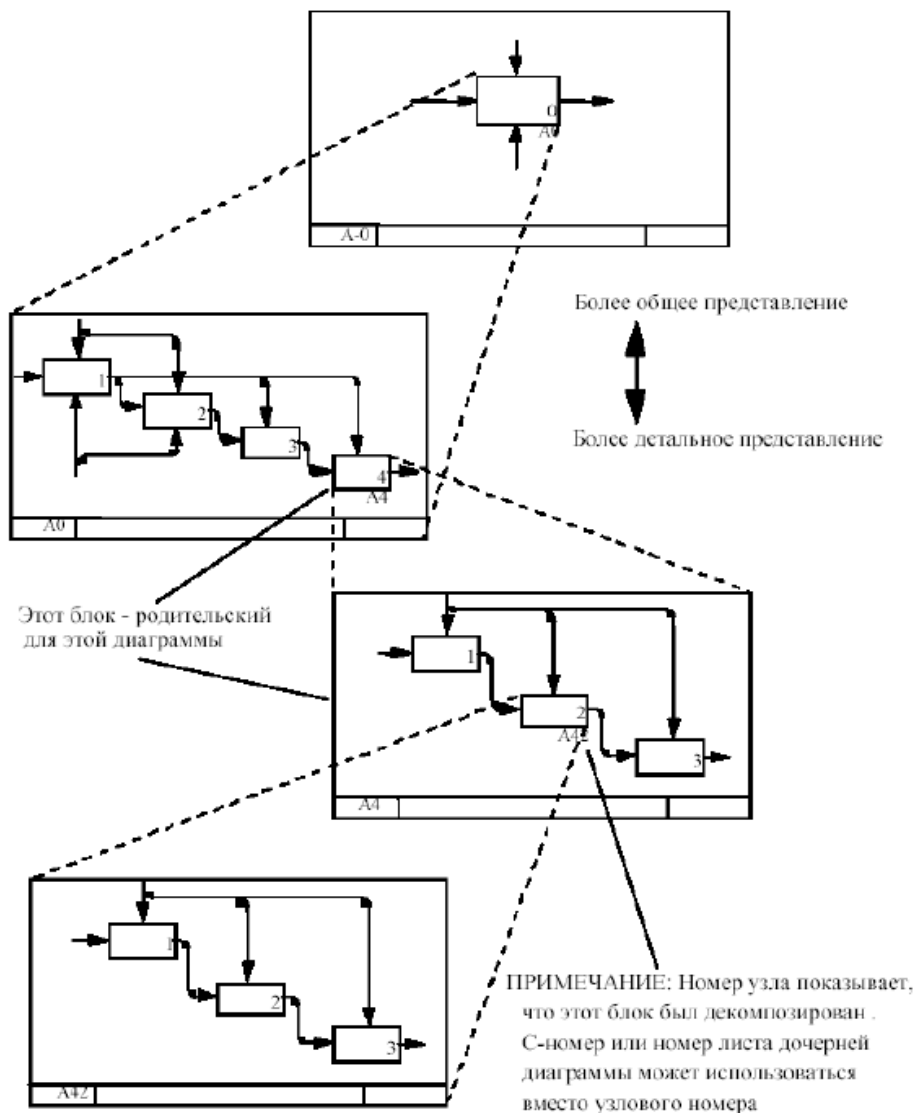 0
A0
A-0
Более общее представление
Более детальное представление
1
2
3
4
A4
A0
Этот блок - родительский
для этой диаграммы
1
2
A42
3
A4
1
2
3
A42
ПРИМЕЧАНИЕ: Номер узла показывает,
что этот блок был декомпозирован .
С-номер или номер листа дочерней
диаграммы может использоваться
вместо узлового номера